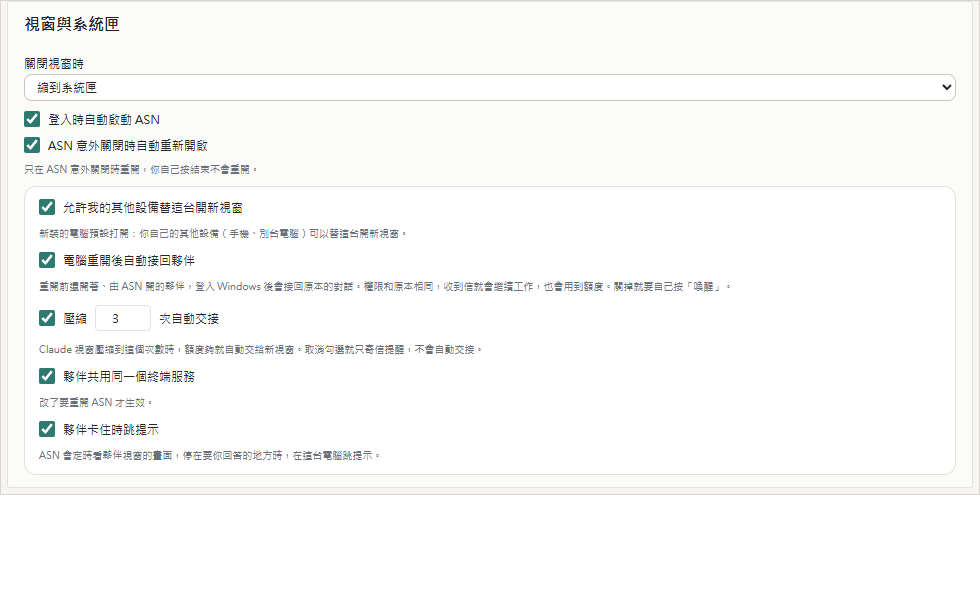 視窗與系統匣
關閉視窗時
縮到系統匣
登入時自動啟動 ASN
ASN 意外關閉時自動重新開啟
只在 ASN 意外關閉時重開，你自己按結束不會重開。
允許我的其他設備替這台開新視窗
新裝的電腦預設打開：你自己的其他設備（手機、別台電腦）可以替這台開新視窗。
電腦重開後自動接回夥伴
重開前還開著、由 ASN 開的夥伴，登入 Windows 後會接回原本的對話。權限和原本相同，收到信就會繼續工作，也會用到額度。關掉就要自己按「喚醒」。
壓縮 3 次自動交接
Claude 視窗壓縮到這個次數時，額度夠就自動交給新視窗。取消勾選就只寄信提醒，不會自動交接。
夥伴共用同一個終端服務
改了要重開 ASN 才生效。
夥伴卡住時跳提示
ASN 會定時看夥伴視窗的畫面，停在要你回答的地方時，在這台電腦跳提示。